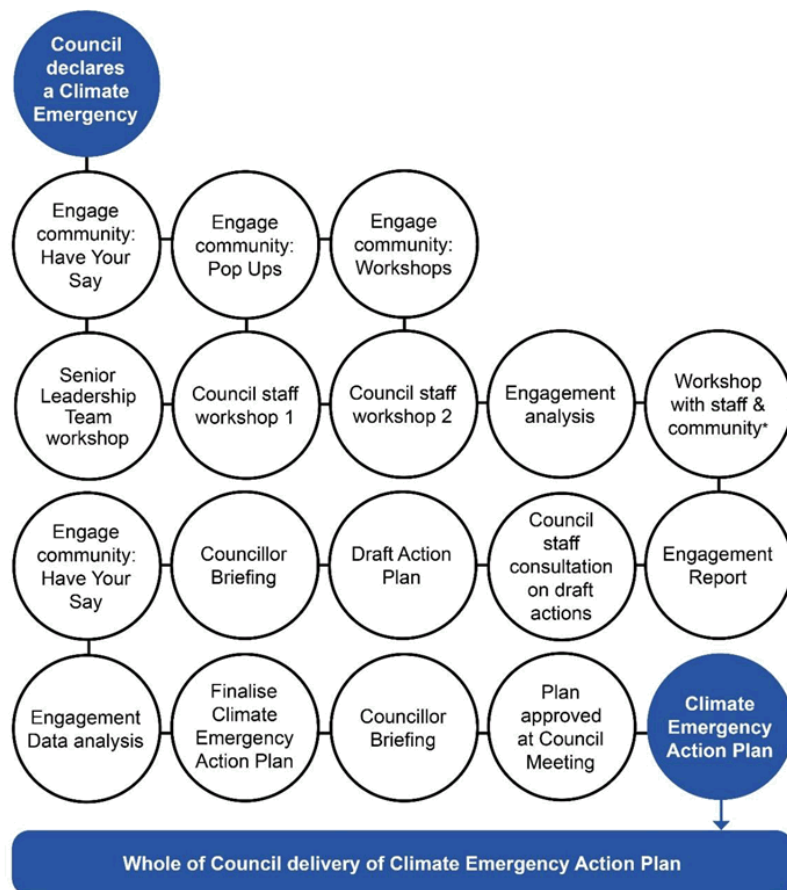 Council
declares
a Climate
Emergency
Engage
community:
Have Your
Say
Engage
community:
Pop Ups
Engage
community:
Workshops
Senior
Leadership
Team
workshop
Council staff
workshop 1
Council staff
workshop 2
Engagement
analysis
Workshop
with staff &
community*
Engage
community:
Have Your
Say
Councillor
Briefing
Draft Action
Plan
Council
staff
consultation
on draft
actions
Engagement
Report
Engagement
Data analysis
Finalise
Climate
Emergency
Action Plan
Councillor
Briefing
Plan
approved
at Council
Meeting
Climate
Emergency
Action Plan
Whole of Council delivery of Climate Emergency Action Plan